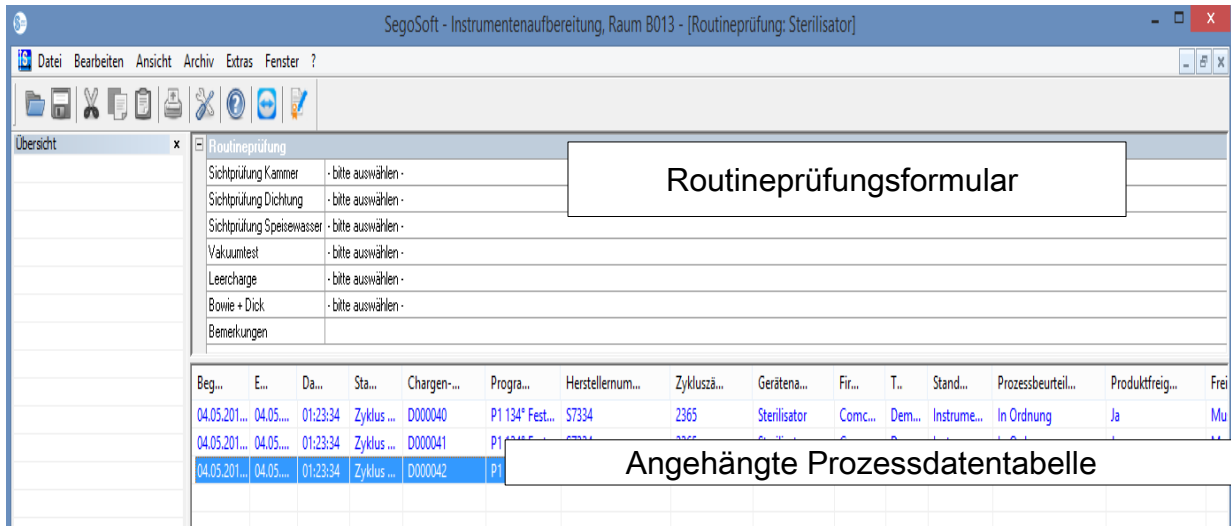 SegoSoft - Instrumentenaufbereitung, Raum B013 - [Routineprüfung: Sterilisator]
Datei Bearbeiten Ansicht Archiv Extras Fenster ?
Übersicht x
Routineprüfung
Routineprüfungsformular
Sichtprüfung Kammer - bitte auswählen -
Sichtprüfung Dichtung - bitte auswählen -
Sichtprüfung Speisewasser - bitte auswählen -
Vakuumtest - bitte auswählen -
Leercharge - bitte auswählen -
Bowie + Dick - bitte auswählen -
Bemerkungen
Beg... E... Da... Sta... Chargen-... Progra... Herstellernum... Zykluszä... Gerätena... Fir... T.. Stand... Prozessbeurteil... Produktfreig... Frei
04.05.201... 04.05.... 01:23:34 Zyklus ... D000040 P1 134° Fest... S7334 2365 Sterilisator Comc... Dem... Instrume... In Ordnung Ja Mu
04.05.201... 04.05.... 01:23:34 Zyklus ... D000041 P1
04.05.201... 04.05.... 01:23:34 Zyklus ... D000042 P1
Angehängte Prozessdatentabelle